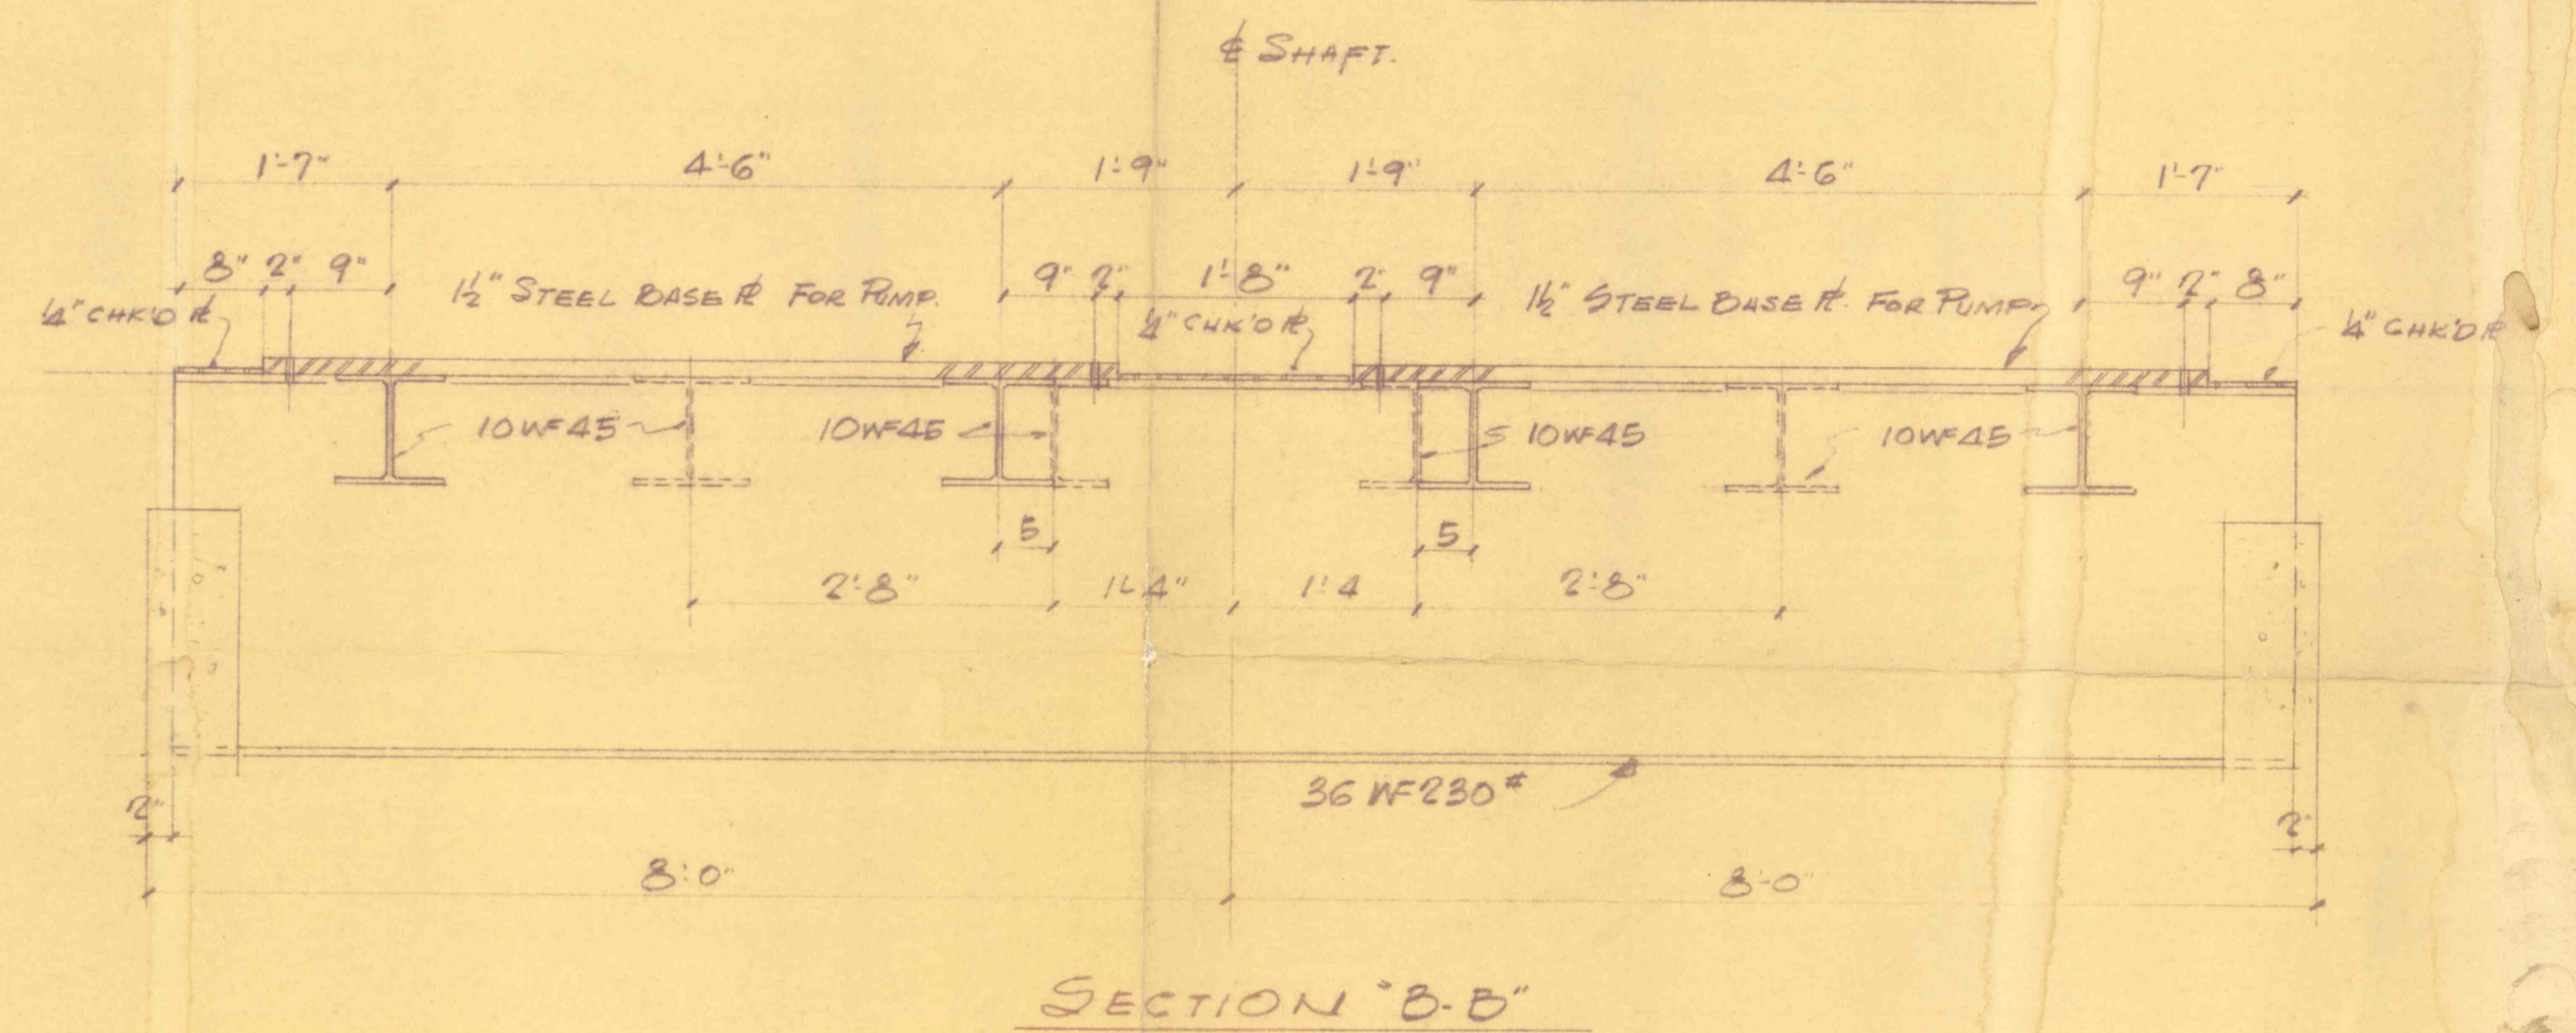 ℄ SHAFT.
1'-7" 4'-6" 1'-9" 1'-9" 4'-6" 1'-7"
8" 2" 9" 9" 2" 1'-8" 2" 9" 9" 2" 8"
1/4" CHK'D ⅊ 1½" STEEL BASE ⅊ FOR PUMP. 1/4" CHK'D ⅊ 1½" STEEL BASE ⅊. FOR PUMP. 1/4" CHK'D ⅊
10WF45 10WF45 10WF45 10WF45
5 5
2'-8" 1'-4" 1'-4 2'-8"
36 WF 230#
2" 2"
8'-0" 8'-0"
SECTION "B-B"